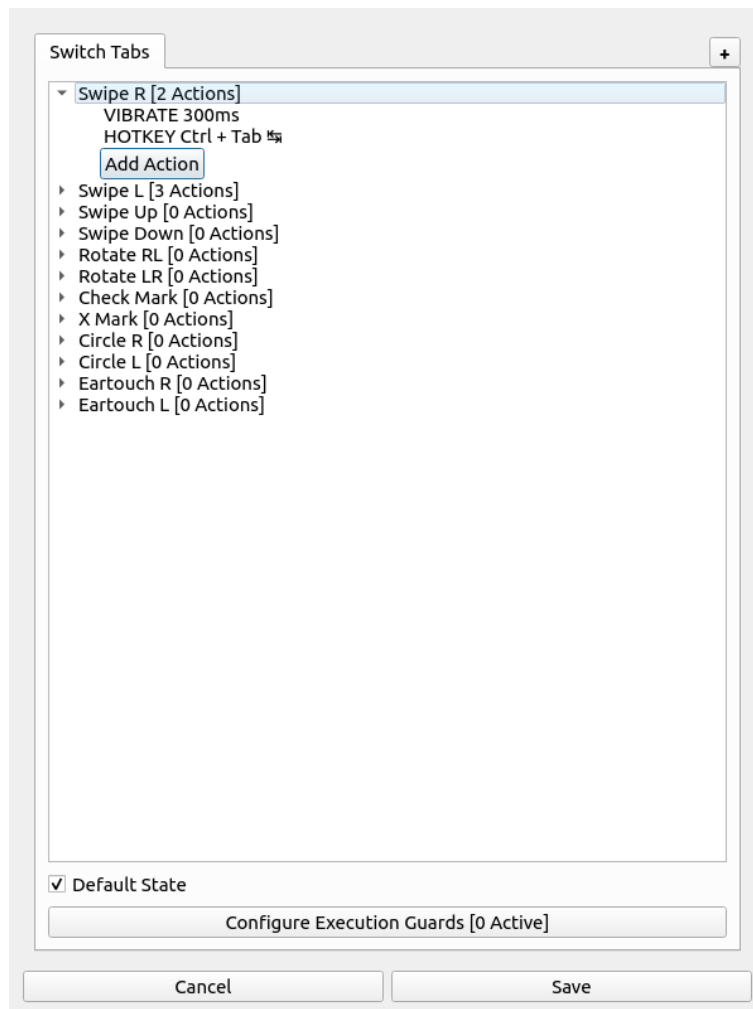 Switch Tabs
+
Swipe R [2 Actions]
VIBRATE 300ms
HOTKEY Ctrl + Tab ↹
Add Action
Swipe L [3 Actions]
Swipe Up [0 Actions]
Swipe Down [0 Actions]
Rotate RL [0 Actions]
Rotate LR [0 Actions]
Check Mark [0 Actions]
X Mark [0 Actions]
Circle R [0 Actions]
Circle L [0 Actions]
Eartouch R [0 Actions]
Eartouch L [0 Actions]
Default State
Configure Execution Guards [0 Active]
Cancel
Save